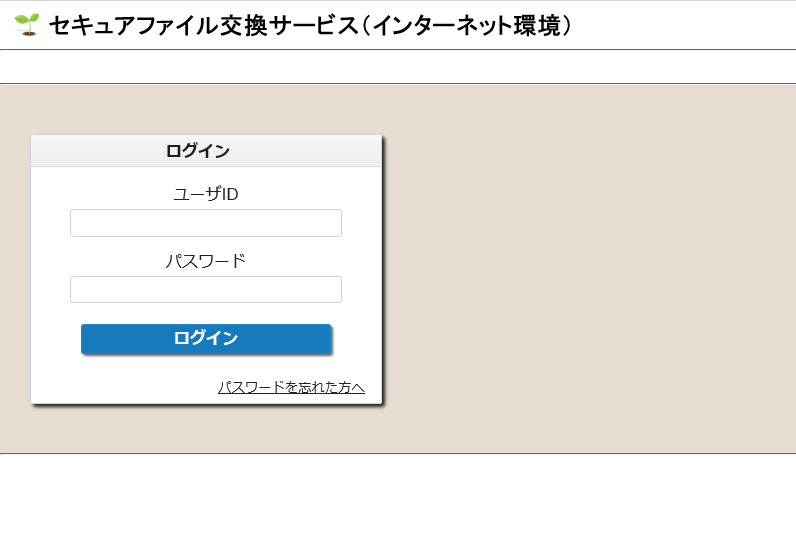 セキュアファイル交換サービス（インターネット環境）
ログイン
ユーザID
パスワード
ログイン
パスワードを忘れた方へ